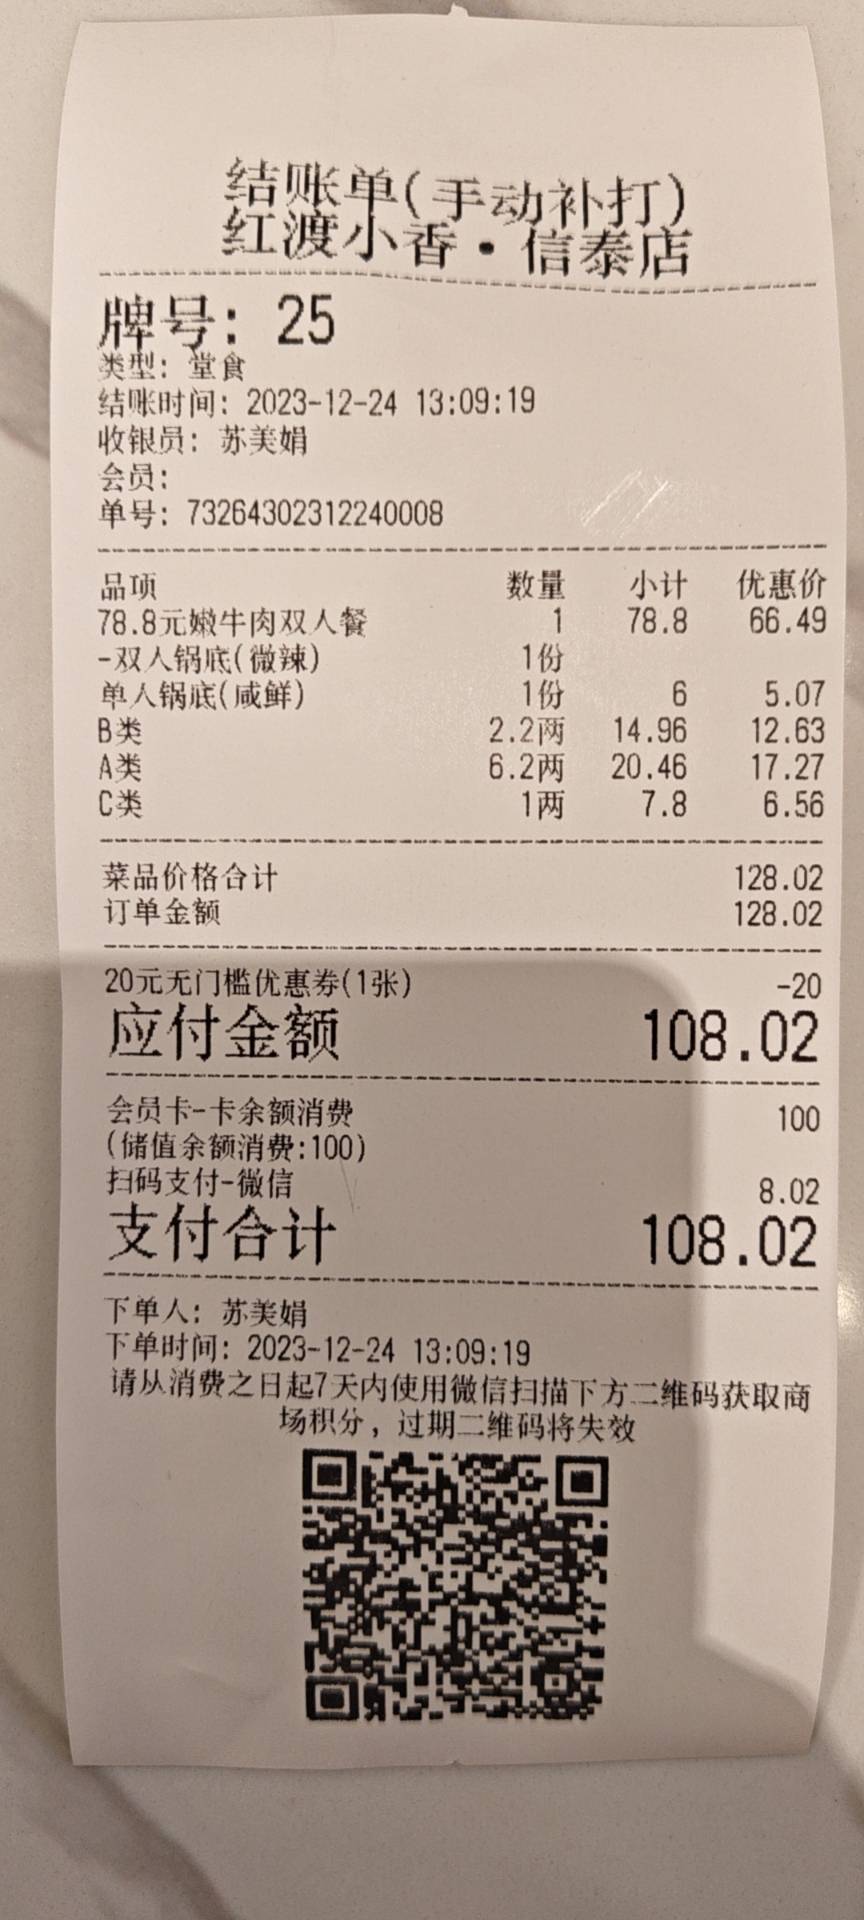 结账单(手动补打)
红渡小香·信泰店
牌号: 25
类型: 堂食
结账时间: 2023-12-24 13:09:19
收银员: 苏美娟
会员:
单号: 73264302312240008
品项 数量 小计 优惠价
78.8元嫩牛肉双人餐 1 78.8 66.49
-双人锅底(微辣) 1份
单人锅底(咸鲜) 1份 6 5.07
B类 2.2两 14.96 12.63
A类 6.2两 20.46 17.27
C类 1两 7.8 6.56
菜品价格合计 128.02
订单金额 128.02
20元无门槛优惠券(1张) -20
应付金额 108.02
会员卡-卡余额消费 100
(储值余额消费:100)
扫码支付-微信 8.02
支付合计 108.02
下单人: 苏美娟
下单时间: 2023-12-24 13:09:19
请从消费之日起7天内使用微信扫描下方二维码获取商
场积分, 过期二维码将失效